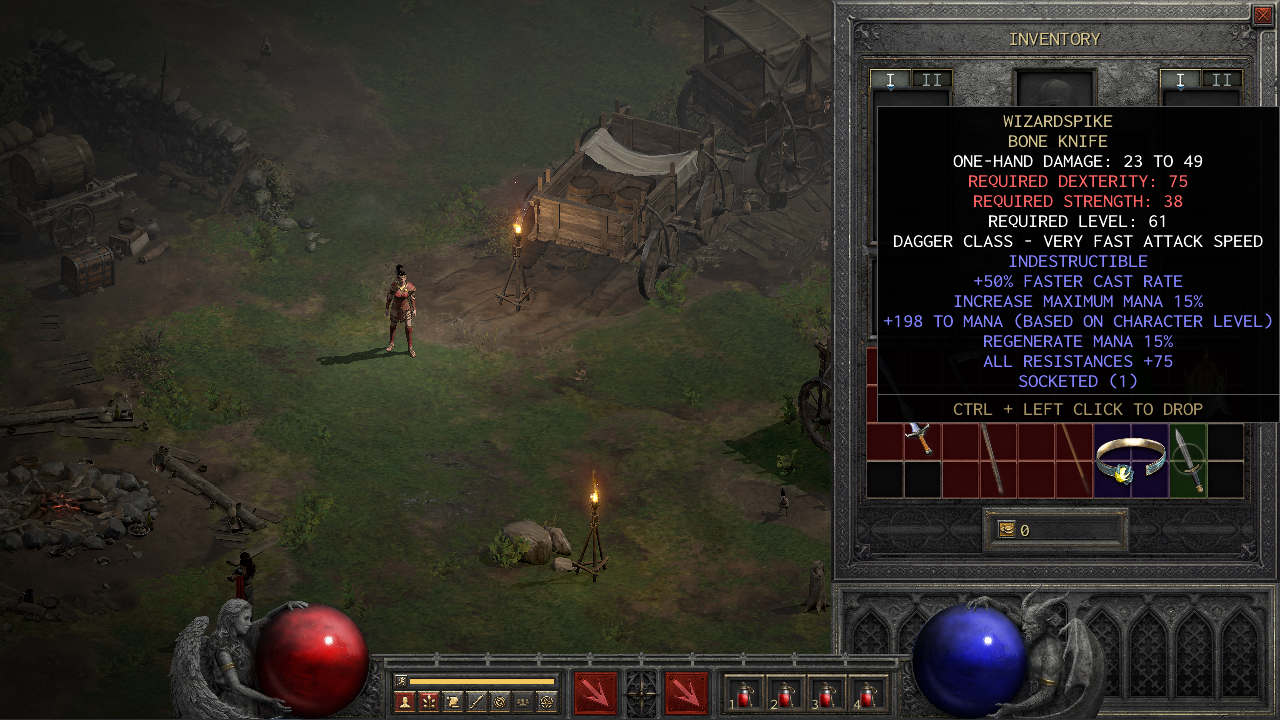 INVENTORY
I II I II
WIZARDSPIKE
BONE KNIFE
ONE-HAND DAMAGE: 23 TO 49
REQUIRED DEXTERITY: 75
REQUIRED STRENGTH: 38
REQUIRED LEVEL: 61
DAGGER CLASS - VERY FAST ATTACK SPEED
INDESTRUCTIBLE
+50% FASTER CAST RATE
INCREASE MAXIMUM MANA 15%
+198 TO MANA (BASED ON CHARACTER LEVEL)
REGENERATE MANA 15%
ALL RESISTANCES +75
SOCKETED (1)
CTRL + LEFT CLICK TO DROP
0
1 2 3 4